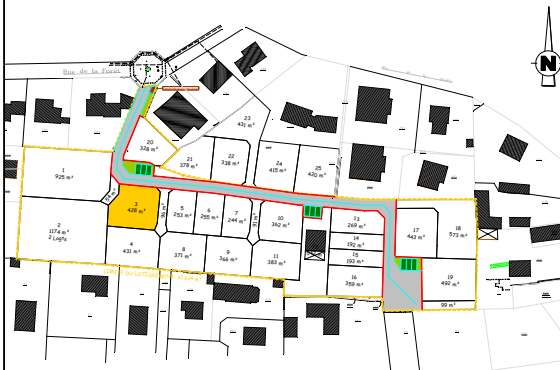 Rue de la Forêt
N
23
431 m²
20
328 m²
21
378 m²
22
338 m²
24
415 m²
25
420 m²
1
925 m²
3
428 m²
5
253 m²
6
255 m²
7
244 m²
10
362 m²
13
269 m²
14
192 m²
15
193 m²
16
359 m²
17
443 m²
18
573 m²
2
1174 m²
2 Logts
4
431 m²
8
371 m²
9
366 m²
11
383 m²
19
492 m²
99 m²
96 m²
91 m²